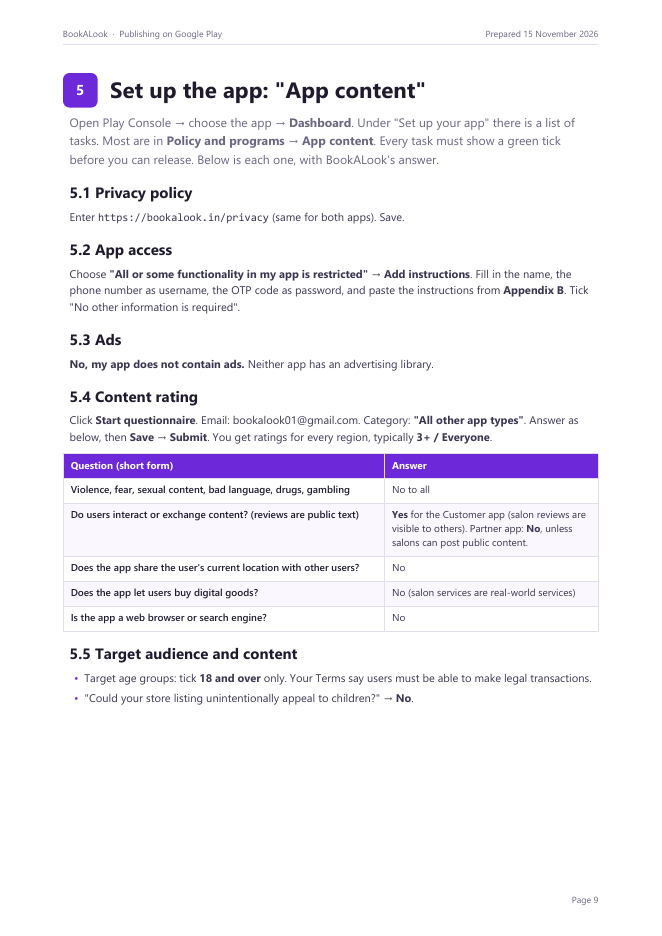 BookALook · Publishing on Google Play
Prepared 15 November 2026
5
Set up the app: "App content"
Open Play Console → choose the app → Dashboard. Under "Set up your app" there is a list of
tasks. Most are in Policy and programs → App content. Every task must show a green tick
before you can release. Below is each one, with BookALook's answer.
5.1 Privacy policy
Enter https://bookalook.in/privacy (same for both apps). Save.
5.2 App access
Choose "All or some functionality in my app is restricted" → Add instructions. Fill in the name, the
phone number as username, the OTP code as password, and paste the instructions from Appendix B. Tick
"No other information is required".
5.3 Ads
No, my app does not contain ads. Neither app has an advertising library.
5.4 Content rating
Click Start questionnaire. Email: bookalook01@gmail.com. Category: "All other app types". Answer as
below, then Save → Submit. You get ratings for every region, typically 3+ / Everyone.
Question (short form)
Answer
Violence, fear, sexual content, bad language, drugs, gambling
No to all
Do users interact or exchange content? (reviews are public text)
Yes for the Customer app (salon reviews are
visible to others). Partner app: No, unless
salons can post public content.
Does the app share the user's current location with other users?
No
Does the app let users buy digital goods?
No (salon services are real-world services)
Is the app a web browser or search engine?
No
5.5 Target audience and content
• Target age groups: tick 18 and over only. Your Terms say users must be able to make legal transactions.
• "Could your store listing unintentionally appeal to children?" → No.
Page 9